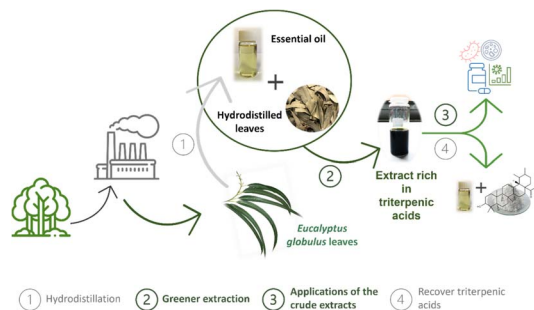 Essential oil
+
Hydrodistilled
leaves
1
2
3
4
Extract rich
in
triterpenic
acids
+
Eucalyptus
globulus leaves
1 Hydrodistillation
2 Greener extraction
3 Applications of the
crude extracts
4 Recover triterpenic
acids